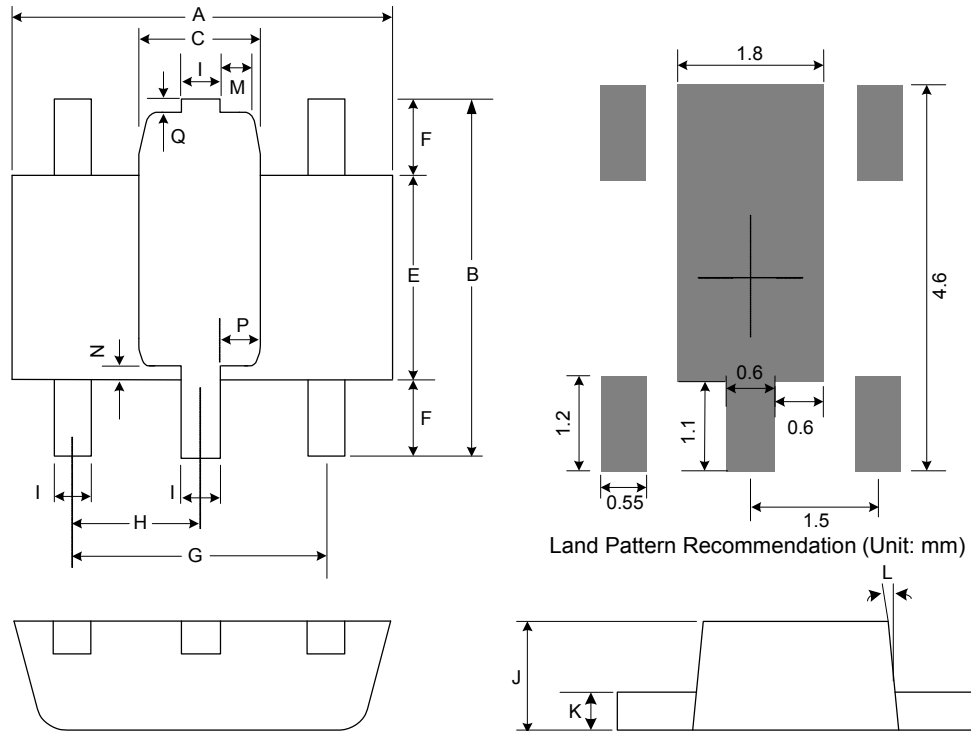 A
C
I
M
Q
F
E
B
P
N
F
I
I
H
G
1.8
4.6
0.6
1.2
1.1
0.6
0.55
1.5
Land Pattern Recommendation (Unit: mm)
L
J
K